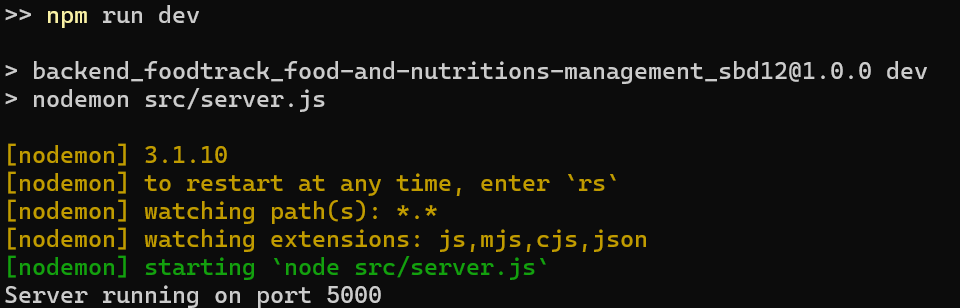 >> npm run dev
> backend_foodtrack_food-and-nutritions-management_sbd12@1.0.0 dev
> nodemon src/server.js
[nodemon] 3.1.10
[nodemon] to restart at any time, enter `rs`
[nodemon] watching path(s): *.*
[nodemon] watching extensions: js,mjs,cjs,json
[nodemon] starting `node src/server.js`
Server running on port 5000